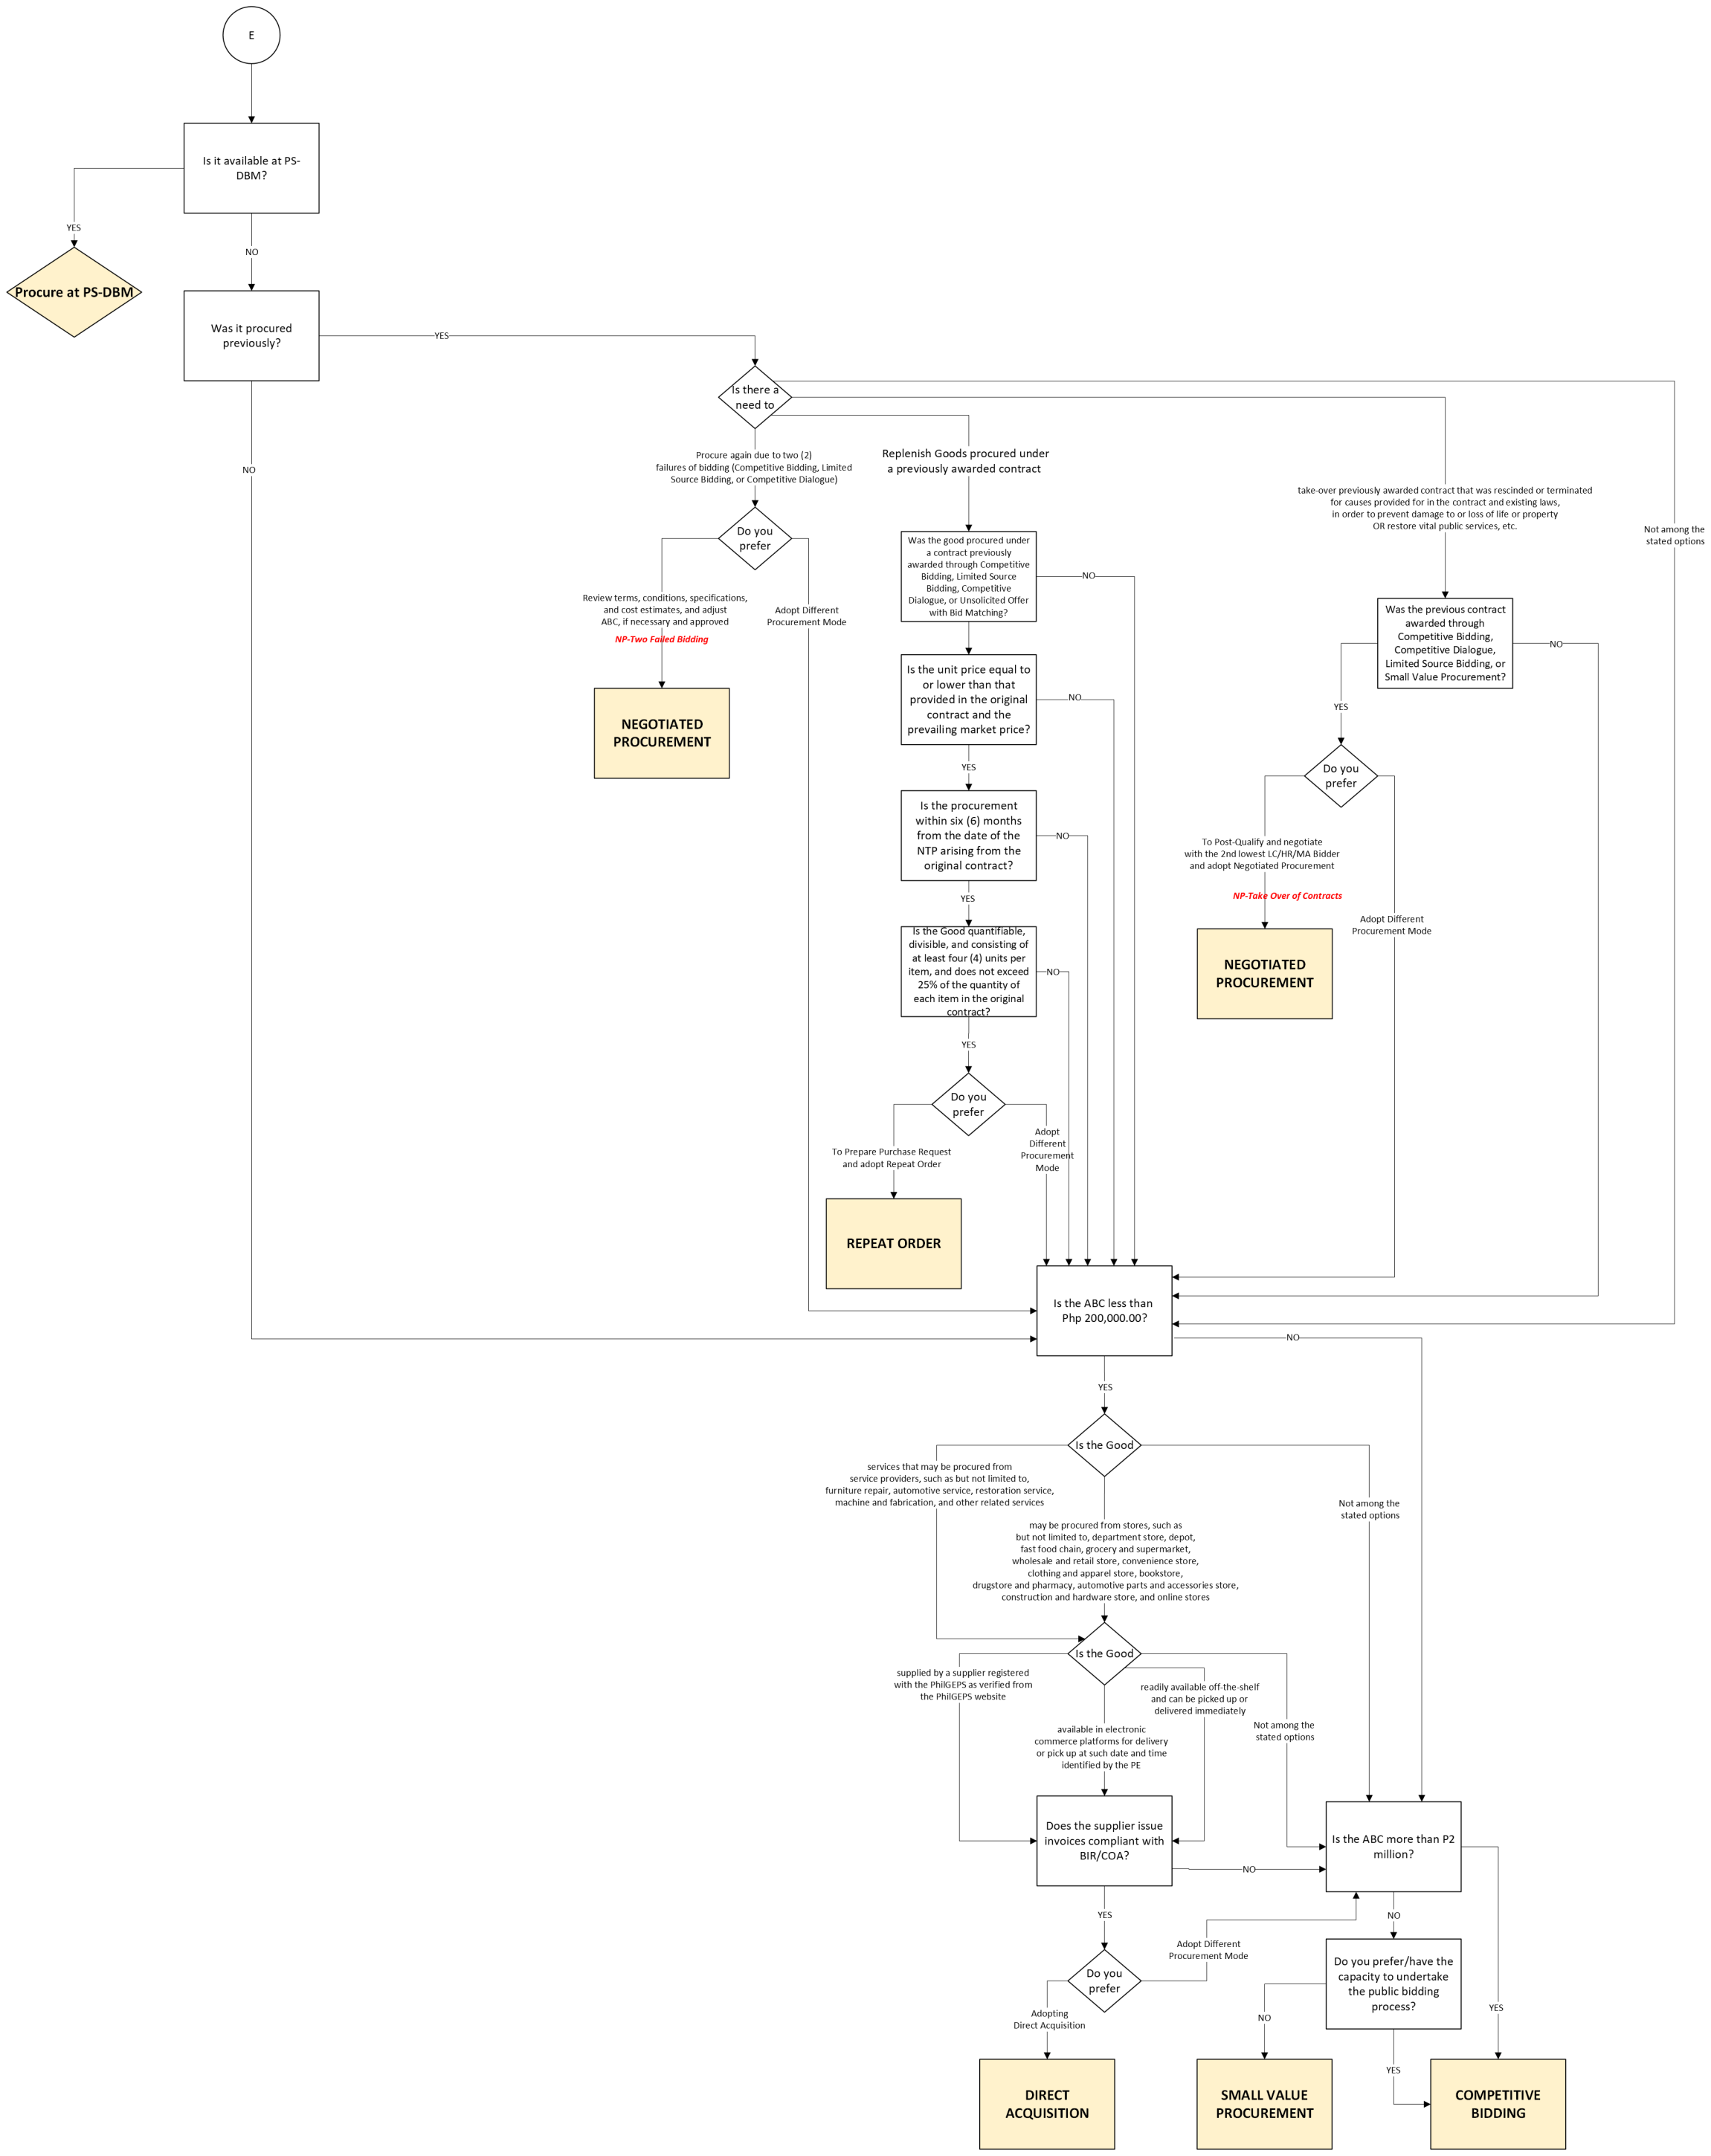 E
Is it available at PS-
DBM?
YES
NO
Procure at PS-DBM
Was it procured
previously?
YES
NO
Is there a
need to
Procure again due to two (2)
failures of bidding (Competitive Bidding, Limited
Source Bidding, or Competitive Dialogue)
Replenish Goods procured under
a previously awarded contract
take-over previously awarded contract that was rescinded or terminated
for causes provided for in the contract and existing laws,
in order to prevent damage to or loss of life or property
OR restore vital public services, etc.
Not among the
stated options
Do you
prefer
Review terms, conditions, specifications,
and cost estimates, and adjust
ABC, if necessary and approved
NP-Two Failed Bidding
Adopt Different
Procurement Mode
NEGOTIATED
PROCUREMENT
Was the good procured under
a contract previously
awarded through Competitive
Bidding, Limited Source
Bidding, Competitive
Dialogue, or Unsolicited Offer
with Bid Matching?
NO
Is the unit price equal to
or lower than that
provided in the original
contract and the
prevailing market price?
NO
YES
Is the procurement
within six (6) months
from the date of the
NTP arising from the
original contract?
NO
YES
Is the Good quantifiable,
divisible, and consisting of
at least four (4) units per
item, and does not exceed
25% of the quantity of
each item in the original
contract?
NO
YES
Do you
prefer
To Prepare Purchase Request
and adopt Repeat Order
Adopt
Different
Procurement
Mode
REPEAT ORDER
Was the previous contract
awarded through
Competitive Bidding,
Competitive Dialogue,
Limited Source Bidding, or
Small Value Procurement?
NO
YES
Do you
prefer
To Post-Qualify and negotiate
with the 2nd lowest LC/HR/MA Bidder
and adopt Negotiated Procurement
NP-Take Over of Contracts
Adopt Different
Procurement Mode
NEGOTIATED
PROCUREMENT
Is the ABC less than
Php 200,000.00?
NO
YES
Is the Good
services that may be procured from
service providers, such as but not limited to,
furniture repair, automotive service, restoration service,
machine and fabrication, and other related services
may be procured from stores, such as
but not limited to, department store, depot,
fast food chain, grocery and supermarket,
wholesale and retail store, convenience store,
clothing and apparel store, bookstore,
drugstore and pharmacy, automotive parts and accessories store,
construction and hardware store, and online stores
Not among the
stated options
Is the Good
supplied by a supplier registered
with the PhilGEPS as verified from
the PhilGEPS website
available in electronic
commerce platforms for delivery
or pick up at such date and time
identified by the PE
readily available off-the-shelf
and can be picked up or
delivered immediately
Not among the
stated options
Does the supplier issue
invoices compliant with
BIR/COA?
NO
YES
Is the ABC more than P2
million?
NO
YES
Do you
prefer
Adopting
Direct Acquisition
Adopt Different
Procurement Mode
Do you prefer/have the
capacity to undertake
the public bidding
process?
NO
YES
DIRECT
ACQUISITION
SMALL VALUE
PROCUREMENT
COMPETITIVE
BIDDING